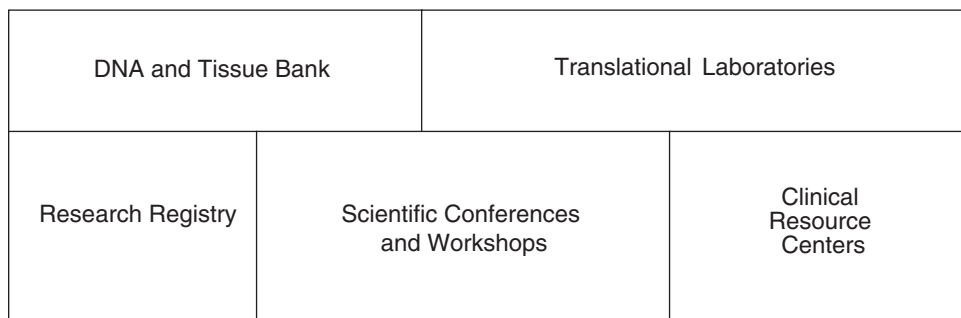 DNA and Tissue Bank
Translational Laboratories
Research Registry
Scientific Conferences
and Workshops
Clinical
Resource
Centers